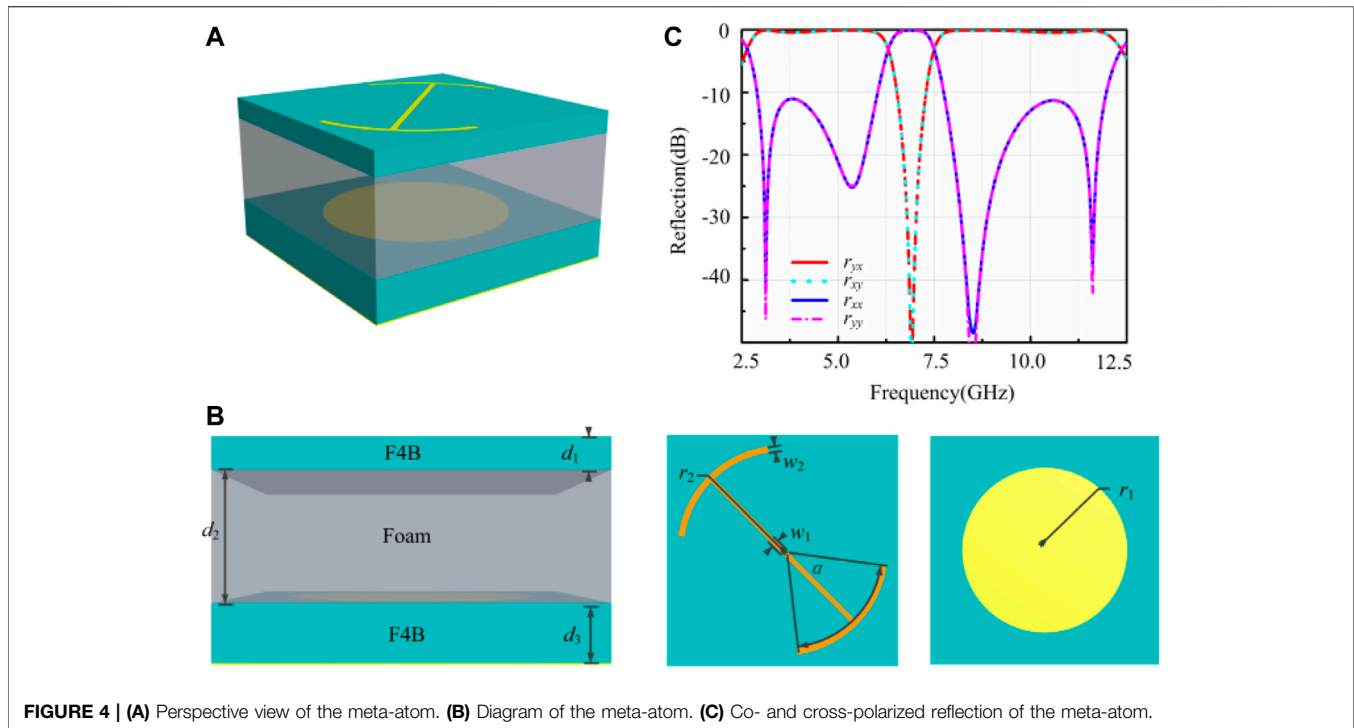 A
C
0
-10
-20
-30
-40
Reflection(dB)
r_yx
r_xy
r_xx
r_yy
2.5 5.0 7.5 10.0 12.5
Frequency(GHz)
B
F4B
d1
d2
Foam
F4B
d3
r2
w2
w1
a
r1
FIGURE 4 | (A) Perspective view of the meta-atom. (B) Diagram of the meta-atom. (C) Co- and cross-polarized reflection of the meta-atom.